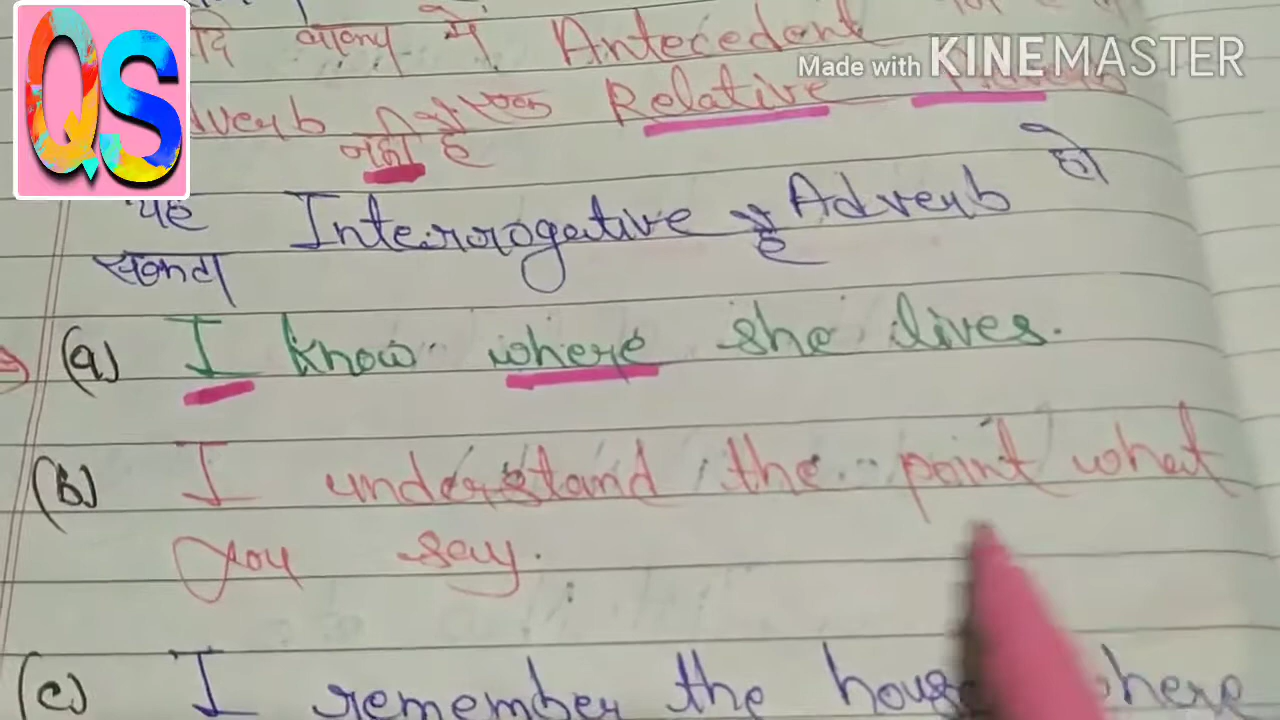 QS
Made with KINEMASTER
यदि वाक्य में Antecedent
Adverb नहीं है एक Relative
यह Interrogative Adverb हो
सकता है
(a) I know where she lives.
(b) I understand the point what
you say.
(c) I remember the house where